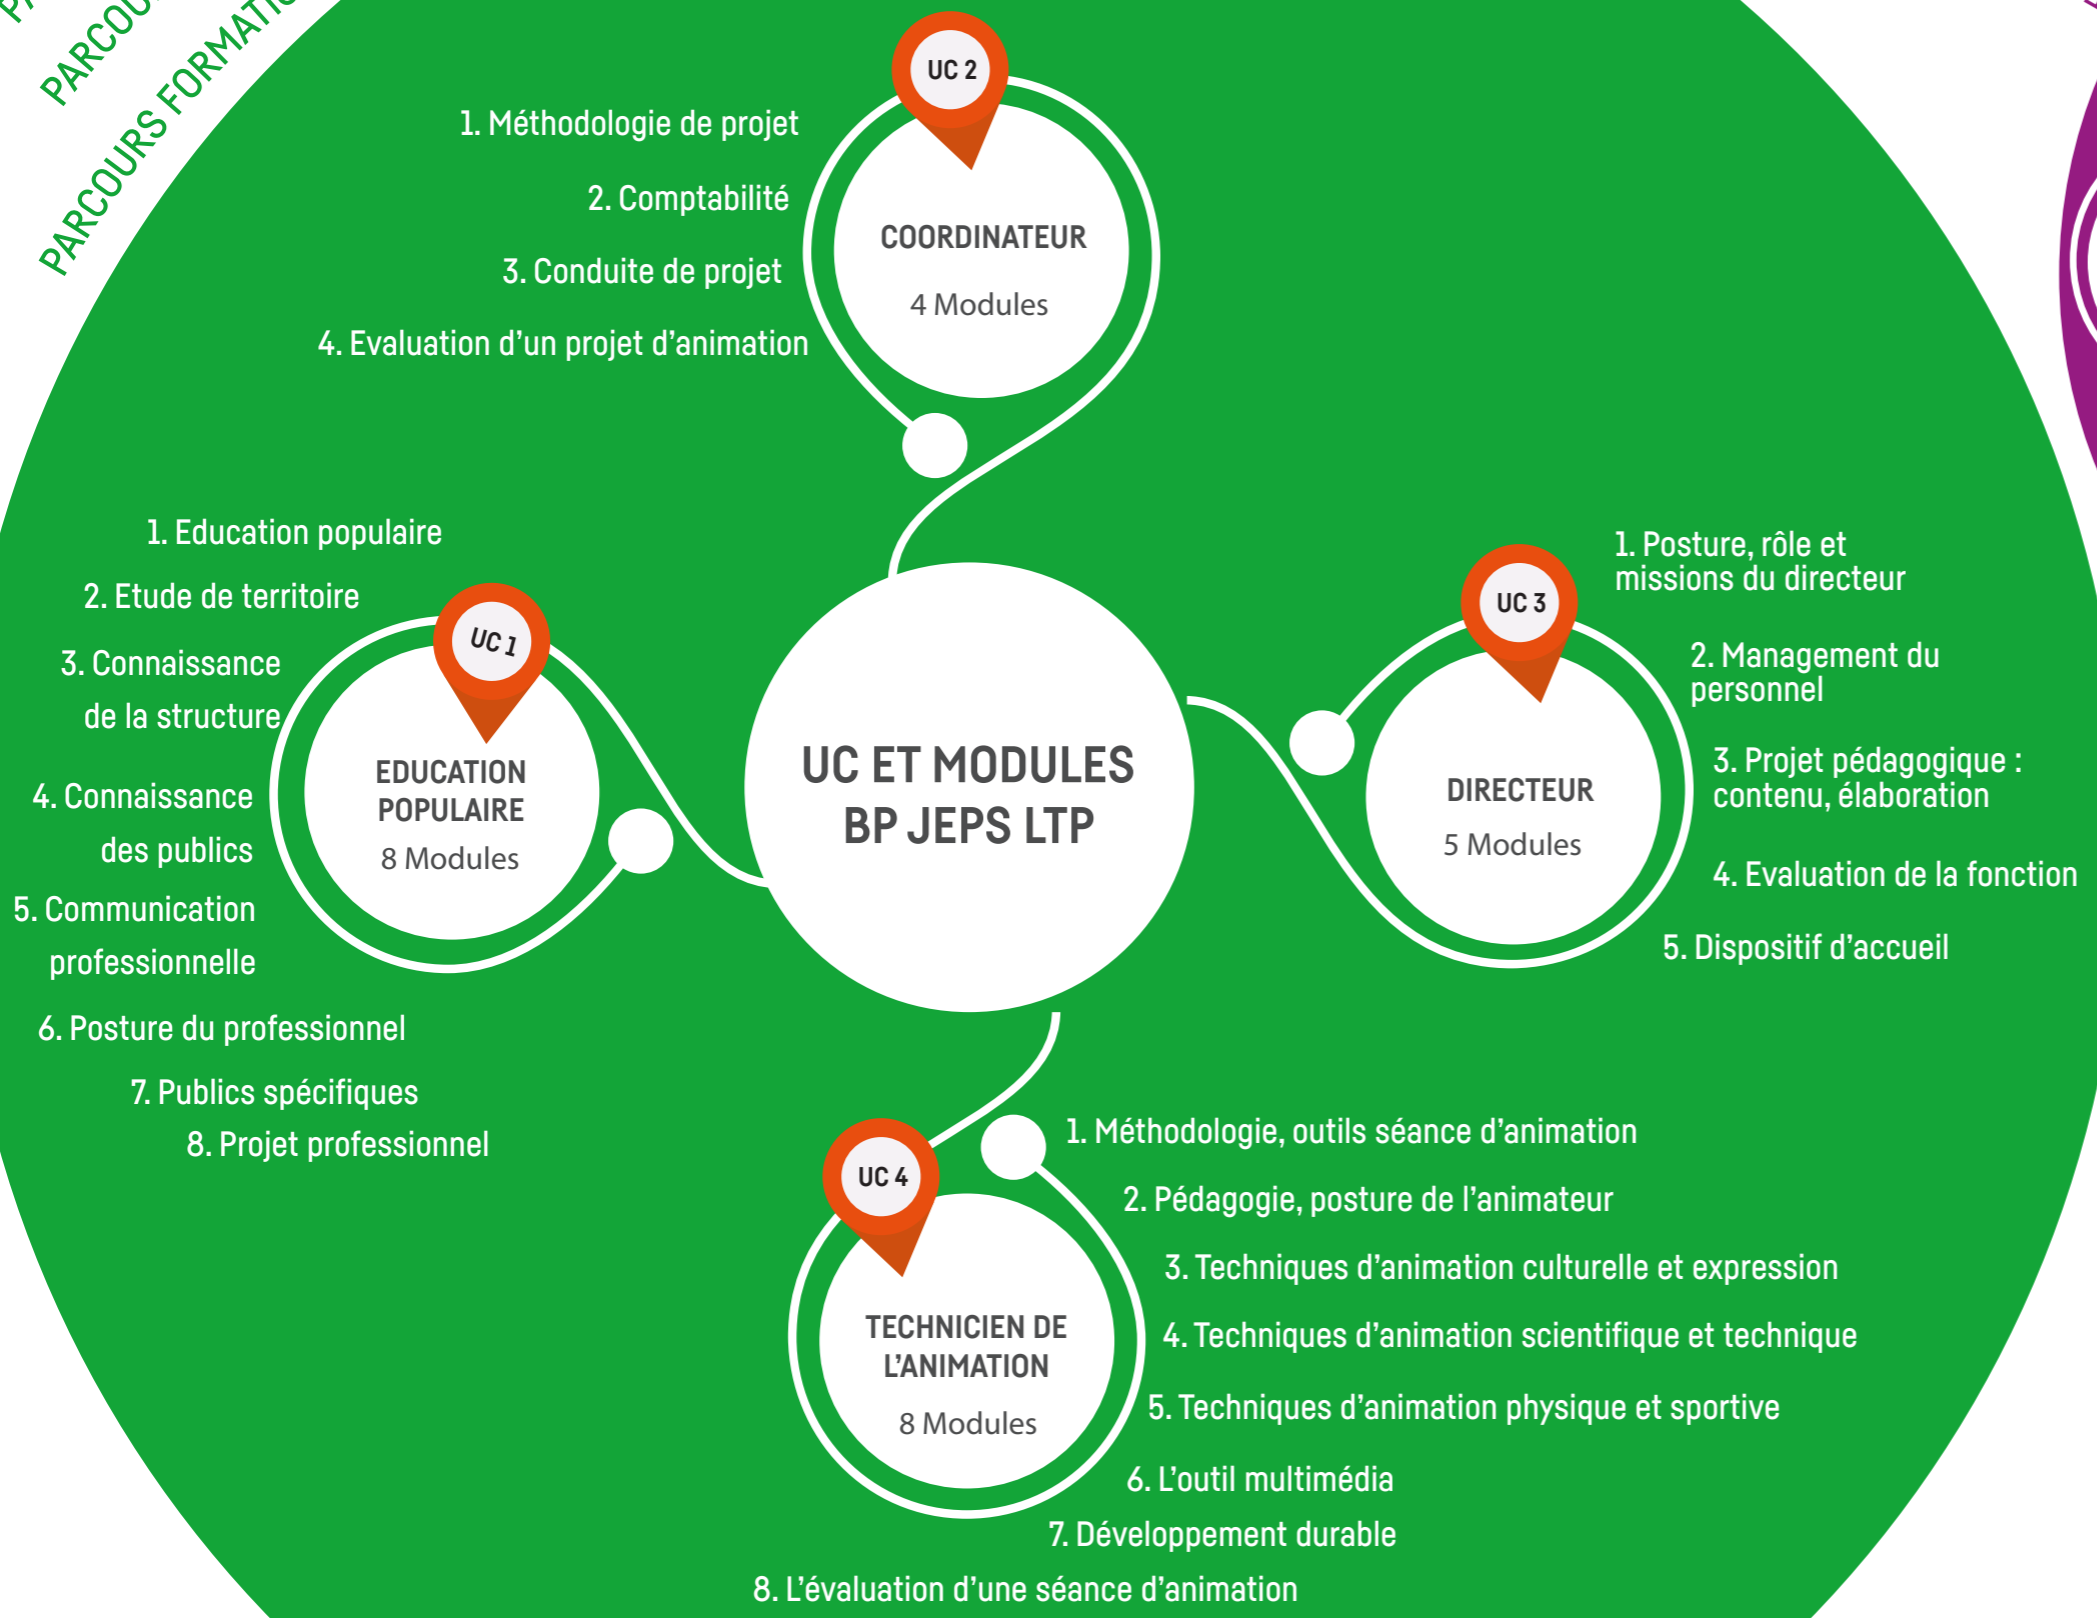 PARCOURS FORMATIO
UC 2
1. Méthodologie de projet
2. Comptabilité
3. Conduite de projet
4. Evaluation d'un projet d'animation
COORDINATEUR
4 Modules
1. Education populaire
2. Etude de territoire
3. Connaissance
de la structure
4. Connaissance
des publics
5. Communication
professionnelle
6. Posture du professionnel
7. Publics spécifiques
8. Projet professionnel
UC 1
EDUCATION
POPULAIRE
8 Modules
UC ET MODULES
BP JEPS LTP
UC 3
DIRECTEUR
5 Modules
1. Posture, rôle et
missions du directeur
2. Management du
personnel
3. Projet pédagogique :
contenu, élaboration
4. Evaluation de la fonction
5. Dispositif d'accueil
UC 4
TECHNICIEN DE
L'ANIMATION
8 Modules
1. Méthodologie, outils séance d'animation
2. Pédagogie, posture de l'animateur
3. Techniques d'animation culturelle et expression
4. Techniques d'animation scientifique et technique
5. Techniques d'animation physique et sportive
6. L'outil multimédia
7. Développement durable
8. L'évaluation d'une séance d'animation